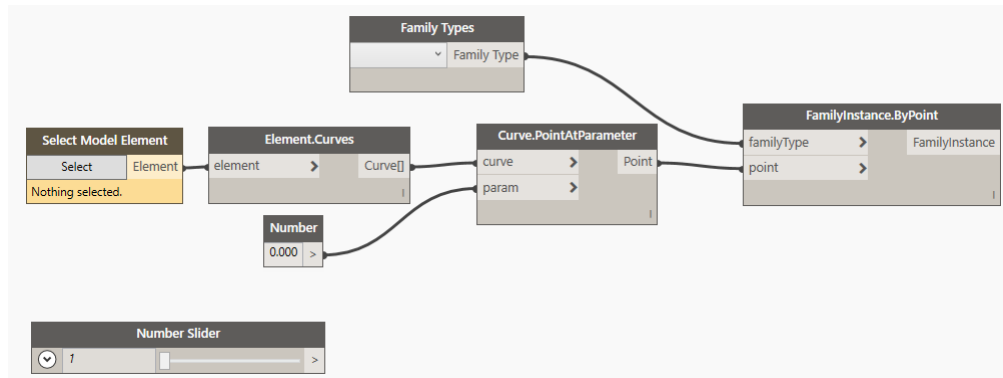 Family Types
Family Type
Select Model Element
Select Element
Nothing selected.
Element.Curves
element > Curve[]
l
Number
0.000 >
Curve.PointAtParameter
curve > Point
param >
l
FamilyInstance.ByPoint
familyType > FamilyInstance
point >
l
Number Slider
1 >